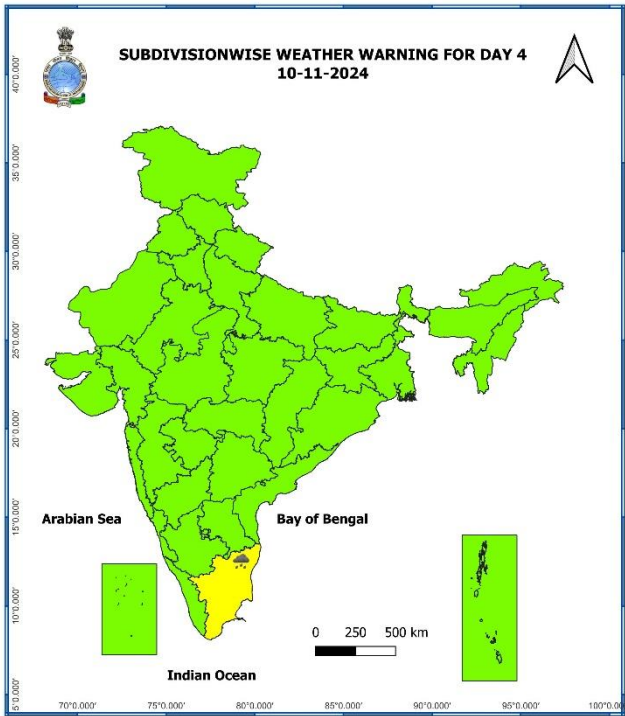 SUBDIVISIONWISE WEATHER WARNING FOR DAY 4
10-11-2024
40°0.000'
35°0.000'
30°0.000'
25°0.000'
20°0.000'
15°0.000'
10°0.000'
5°0.000'
Arabian Sea
Bay of Bengal
0 250 500 km
Indian Ocean
70°0.000' 75°0.000' 80°0.000' 85°0.000' 90°0.000' 95°0.000' 100°0.000'